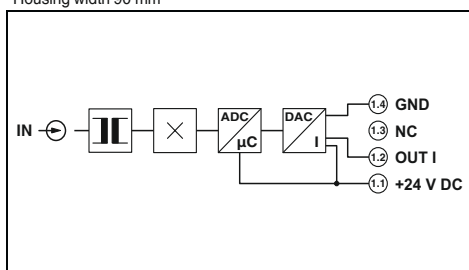 Housing width 90 mm
1.4 GND
ADC DAC
IN 1.3 NC
µC I
1.2 OUT I
1.1 +24 V DC